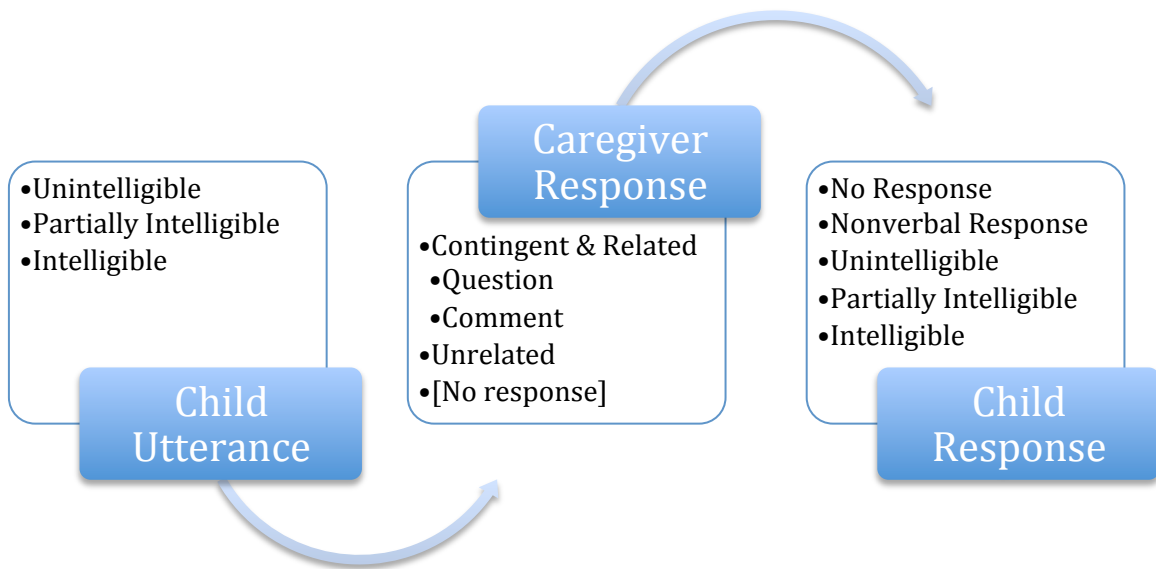 •Unintelligible
•Partially Intelligible
•Intelligible
Child
Utterance
Caregiver
Response
•Contingent & Related
•Question
•Comment
•Unrelated
•[No response]
•No Response
•Nonverbal Response
•Unintelligible
•Partially Intelligible
•Intelligible
Child
Response